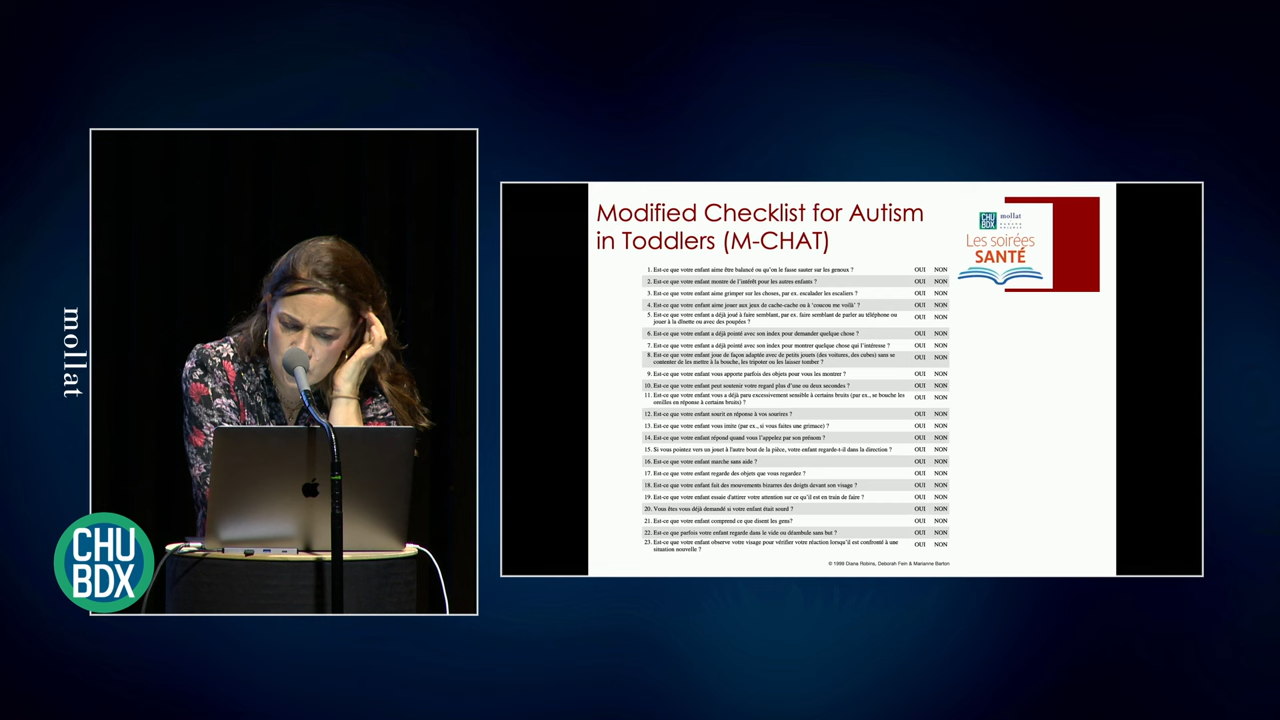 mollat
CHU
BDX
Modified Checklist for Autism
in Toddlers (M-CHAT)
CHU
BDX
mollat
Les soirées
SANTÉ
1. Est-ce que votre enfant aime être balancé ou qu'on le fasse sauter sur les genoux ? OUI NON
2. Est-ce que votre enfant montre de l'intérêt pour les autres enfants ? OUI NON
3. Est-ce que votre enfant aime grimper sur les choses, par ex. escalader les escaliers ? OUI NON
4. Est-ce que votre enfant aime jouer aux jeux de cache-cache ou à 'coucou me voilà' ? OUI NON
5. Est-ce que votre enfant a déjà joué à faire semblant, par ex. faire semblant de parler au téléphone ou
jouer à la dînette ou avec des poupées ? OUI NON
6. Est-ce que votre enfant a déjà pointé avec son index pour demander quelque chose ? OUI NON
7. Est-ce que votre enfant a déjà pointé avec son index pour montrer quelque chose qui l'intéresse ? OUI NON
8. Est-ce que votre enfant joue de façon adaptée avec de petits jouets (des voitures, des cubes) sans se
contenter de les mettre à la bouche, les tripoter ou les laisser tomber ? OUI NON
9. Est-ce que votre enfant vous apporte parfois des objets pour vous les montrer ? OUI NON
10. Est-ce que votre enfant peut soutenir votre regard plus d'une ou deux secondes ? OUI NON
11. Est-ce que votre enfant vous a déjà paru excessivement sensible à certains bruits (par ex., se bouche les
oreilles en réponse à certains bruits) ? OUI NON
12. Est-ce que votre enfant sourit en réponse à vos sourires ? OUI NON
13. Est-ce que votre enfant vous imite (par ex., si vous faites une grimace) ? OUI NON
14. Est-ce que votre enfant répond quand vous l'appelez par son prénom ? OUI NON
15. Si vous pointez vers un jouet à l'autre bout de la pièce, votre enfant regarde-t-il dans la direction ? OUI NON
16. Est-ce que votre enfant marche sans aide ? OUI NON
17. Est-ce que votre enfant regarde des objets que vous regardez ? OUI NON
18. Est-ce que votre enfant fait des mouvements bizarres des doigts devant son visage ? OUI NON
19. Est-ce que votre enfant essaie d'attirer votre attention sur ce qu'il est en train de faire ? OUI NON
20. Vous êtes vous déjà demandé si votre enfant était sourd ? OUI NON
21. Est-ce que votre enfant comprend ce que disent les gens? OUI NON
22. Est-ce que parfois votre enfant regarde dans le vide ou déambule sans but ? OUI NON
23. Est-ce que votre enfant observe votre visage pour vérifier votre réaction lorsqu'il est confronté à une
situation nouvelle ? OUI NON
© 1999 Diana Robins, Deborah Fein & Marianne Barton